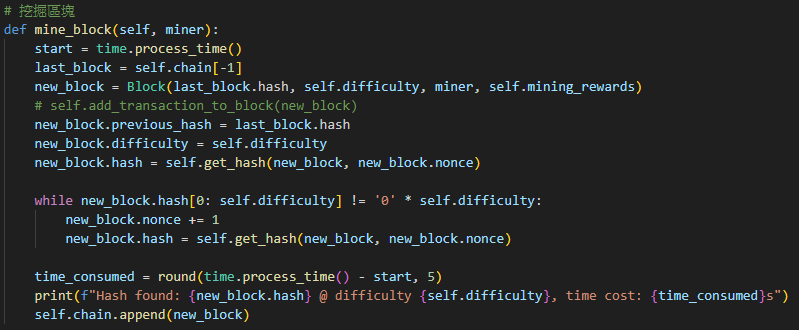 # 挖掘區塊
def mine_block(self, miner):
    start = time.process_time()
    last_block = self.chain[-1]
    new_block = Block(last_block.hash, self.difficulty, miner, self.mining_rewards)
    # self.add_transaction_to_block(new_block)
    new_block.previous_hash = last_block.hash
    new_block.difficulty = self.difficulty
    new_block.hash = self.get_hash(new_block, new_block.nonce)

    while new_block.hash[0: self.difficulty] != '0' * self.difficulty:
        new_block.nonce += 1
        new_block.hash = self.get_hash(new_block, new_block.nonce)

    time_consumed = round(time.process_time() - start, 5)
    print(f"Hash found: {new_block.hash} @ difficulty {self.difficulty}, time cost: {time_consumed}s")
    self.chain.append(new_block)